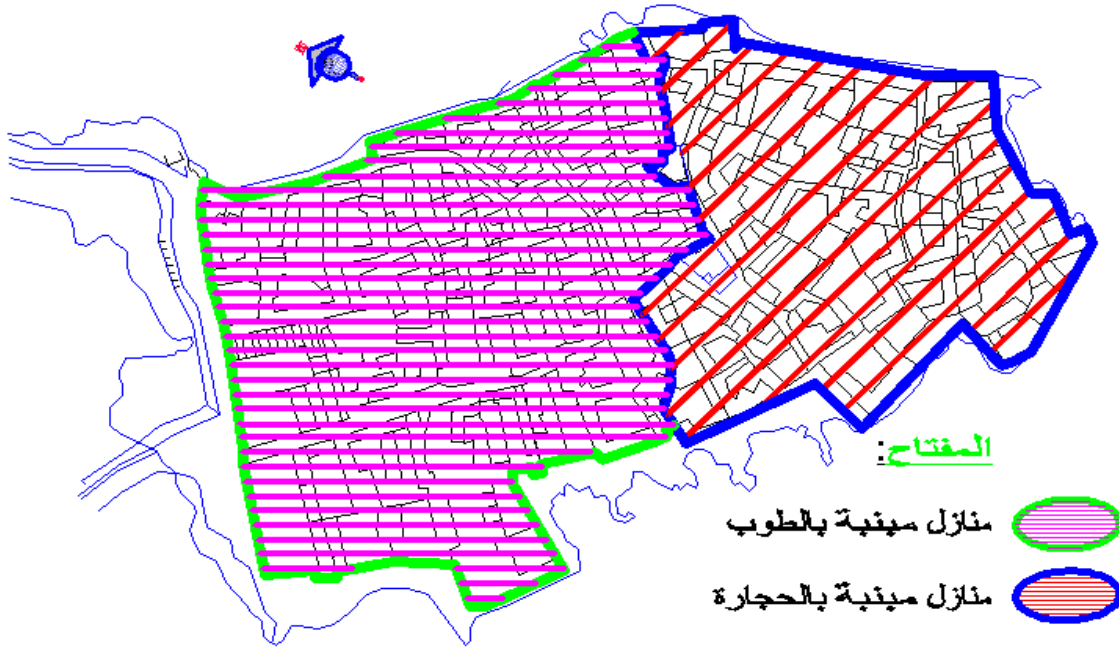 المفتاح:
منازل مبنية بالطوب
منازل مبنية بالحجارة